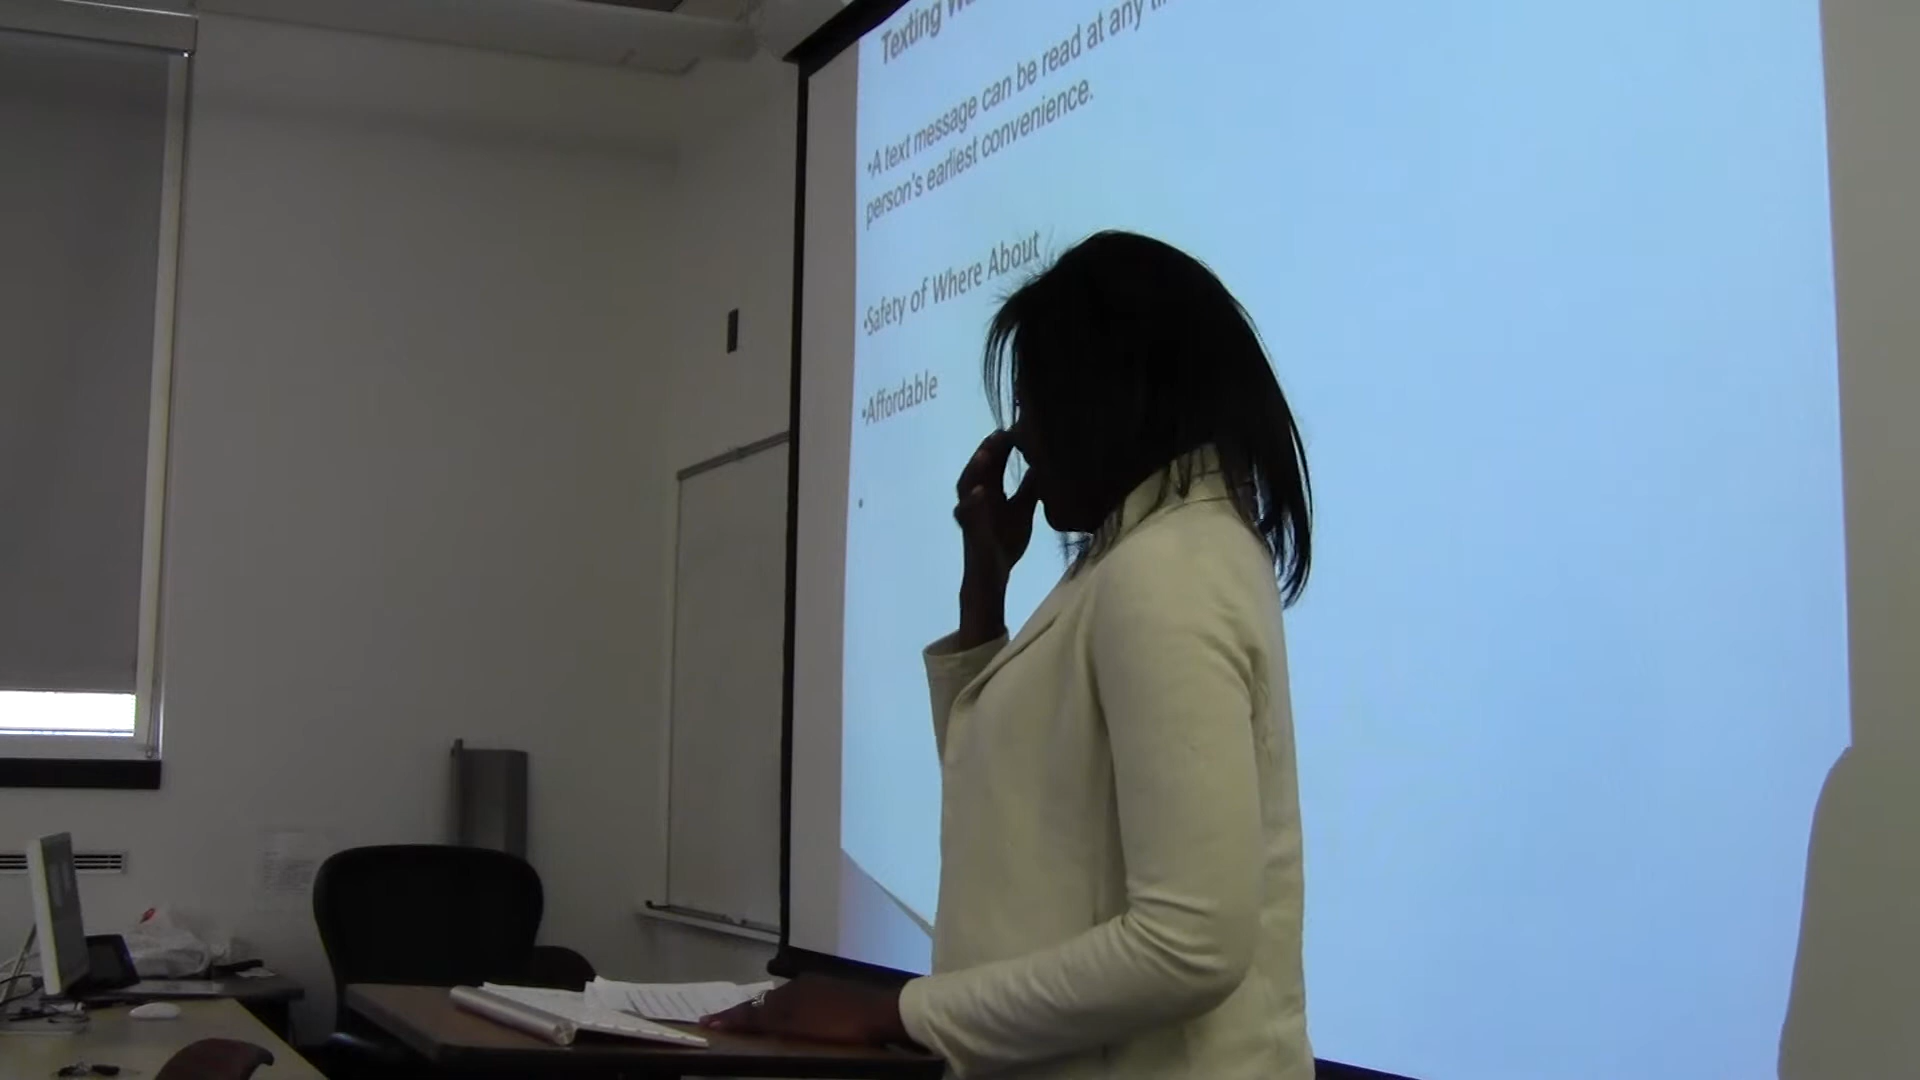 Texting
•A text message can be read at any
person's earliest convenience.
•Safety of Where About
•Affordable
•